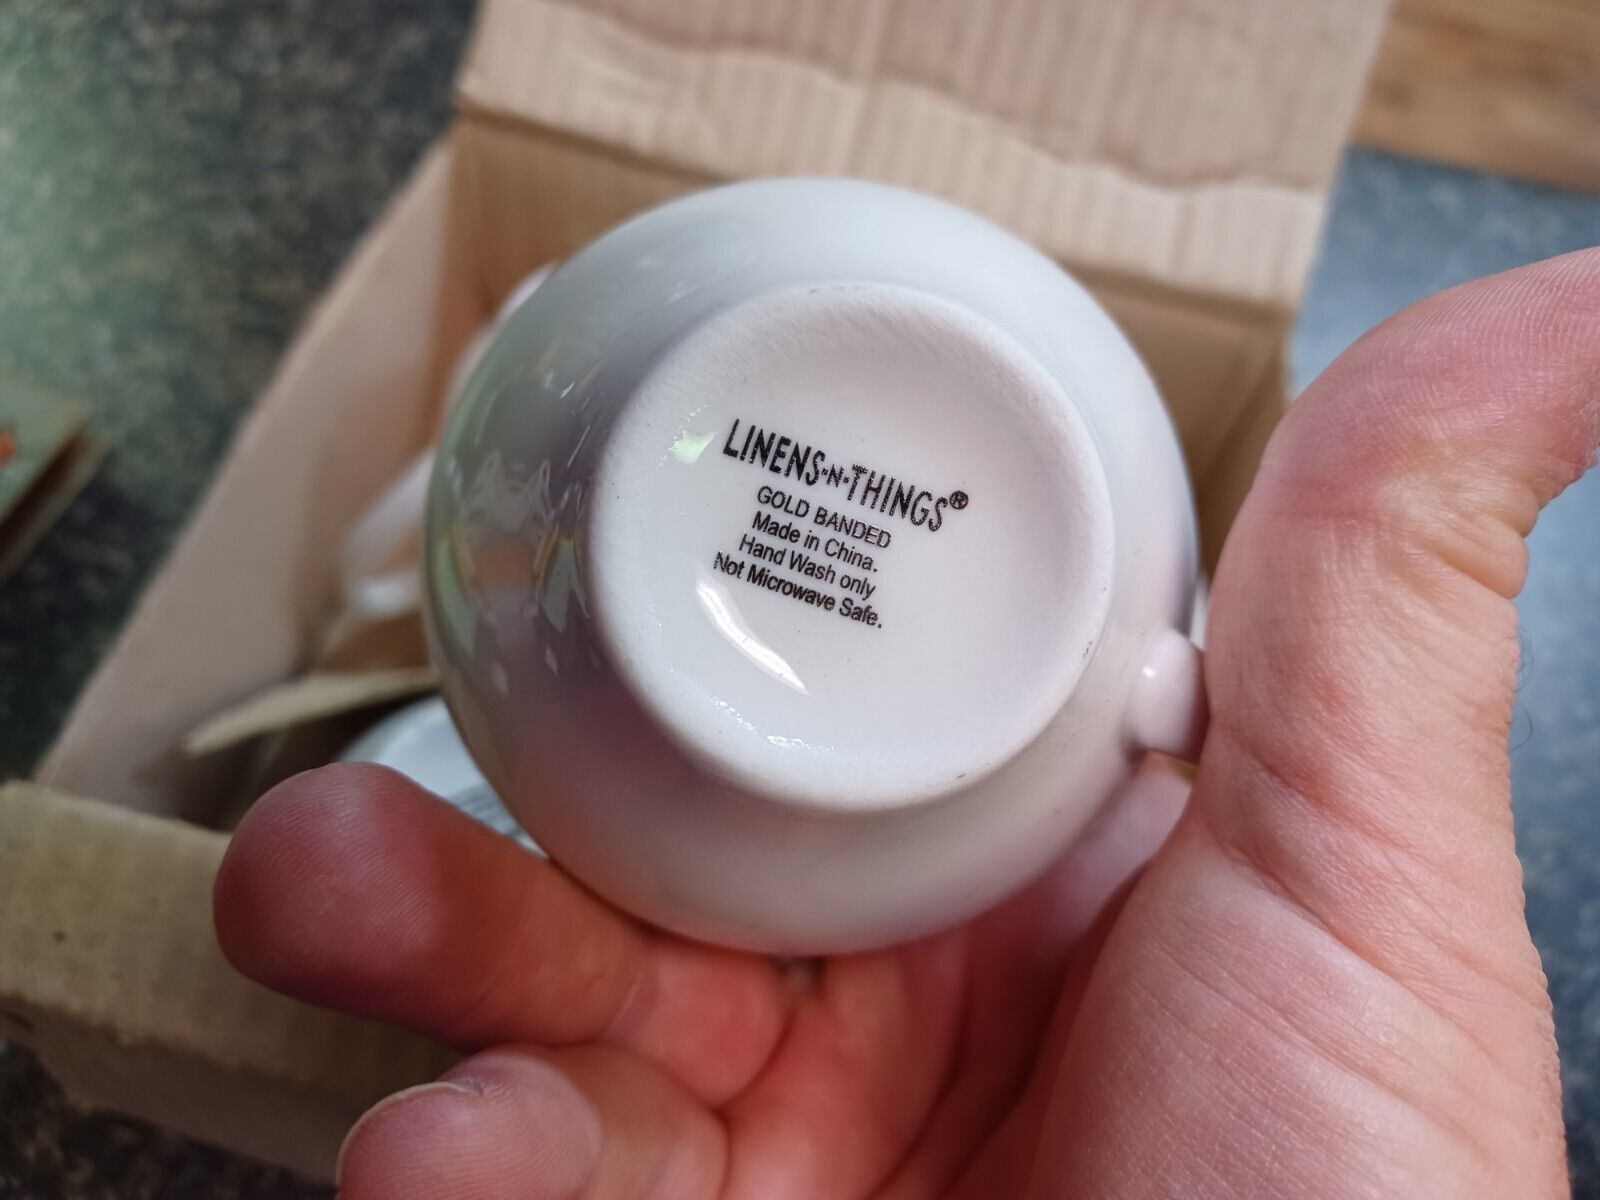 LINENS-N-THINGS®
GOLD BANDED
Made in China.
Hand Wash only
Not Microwave Safe.